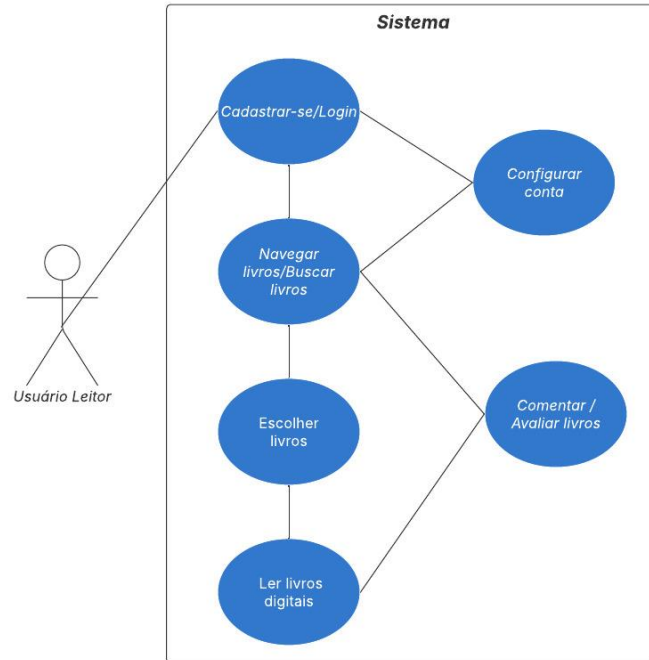 Sistema
Cadastrar-se/Login
Configurar
conta
Navegar
livros/Buscar
livros
Usuário Leitor
Escolher
livros
Comentar /
Avaliar livros
Ler livros
digitais